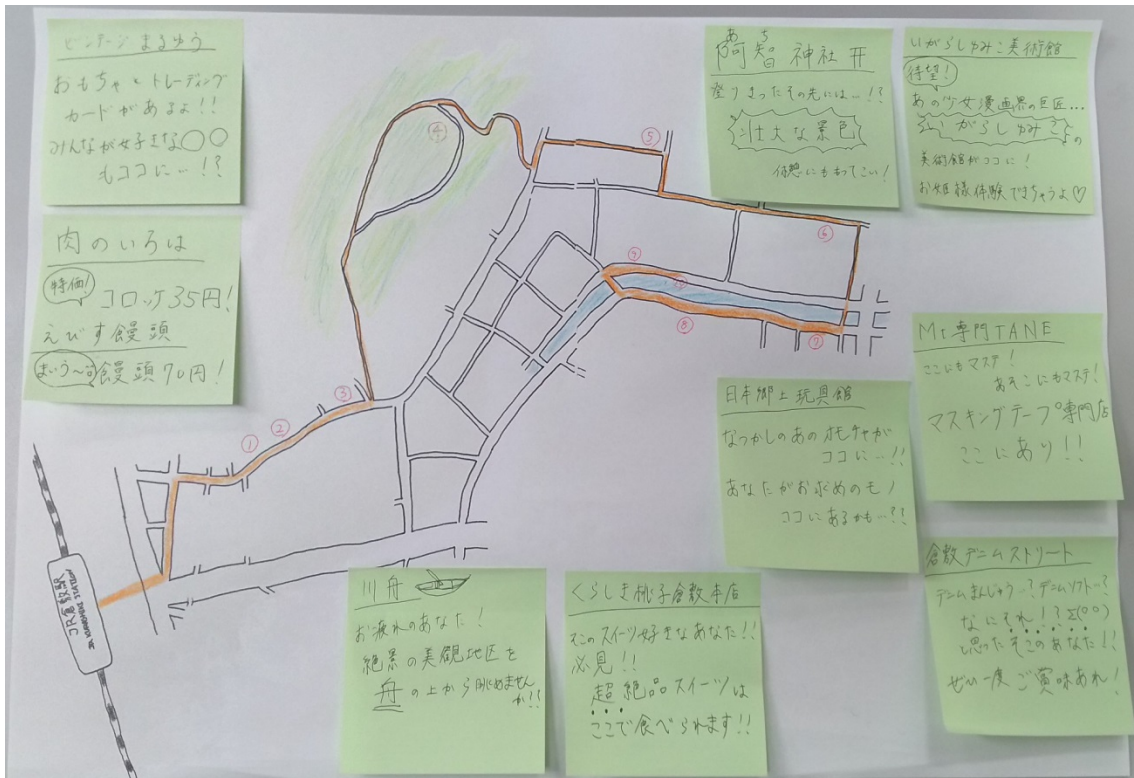 ビンテージまるゆう
おもちゃとトレーディング
カードがあるよ!!
みんなが好きな○○
もココに…!?
肉のいろは
特価!
コロッケ35円!
えびす饅頭
まいう〜
饅頭70円!
あち
阿智神社
登りきったその先には…!?
壮大な景色
休憩にももってこい!
いがらしゆみこ美術館
待望!
あの少女漫画界の巨匠…
いがらしゆみこの
美術館がココに!
お姫様体験できちゃうよ♡
Mt専門TANE
ここにもマステ!
あそこにもマステ!
マスキングテープ専門店
ここにあり!!
日本郷土玩具館
なつかしのあのオモチャが
ココに…!!
あなたがお求めのモノ
ココにあるかも…??
倉敷デニムストリート
デニムまんじゅう…?デニムソフト…?
なにそれ!?Σ(○○)
と思ったそこのあなた!!
ぜひ一度ご賞味あれ!
川舟
お疲れのあなた!
絶景の美観地区を
舟の上から眺めません
か!!
くらしき桃子倉敷本店
そこのスイーツ好きなあなた!!
必見!!
超絶品スイーツは
ここで食べられます!!
JR倉敷駅
JR KURASHIKI STATION
①
②
③
④
⑤
⑥
⑦
⑧
⑨